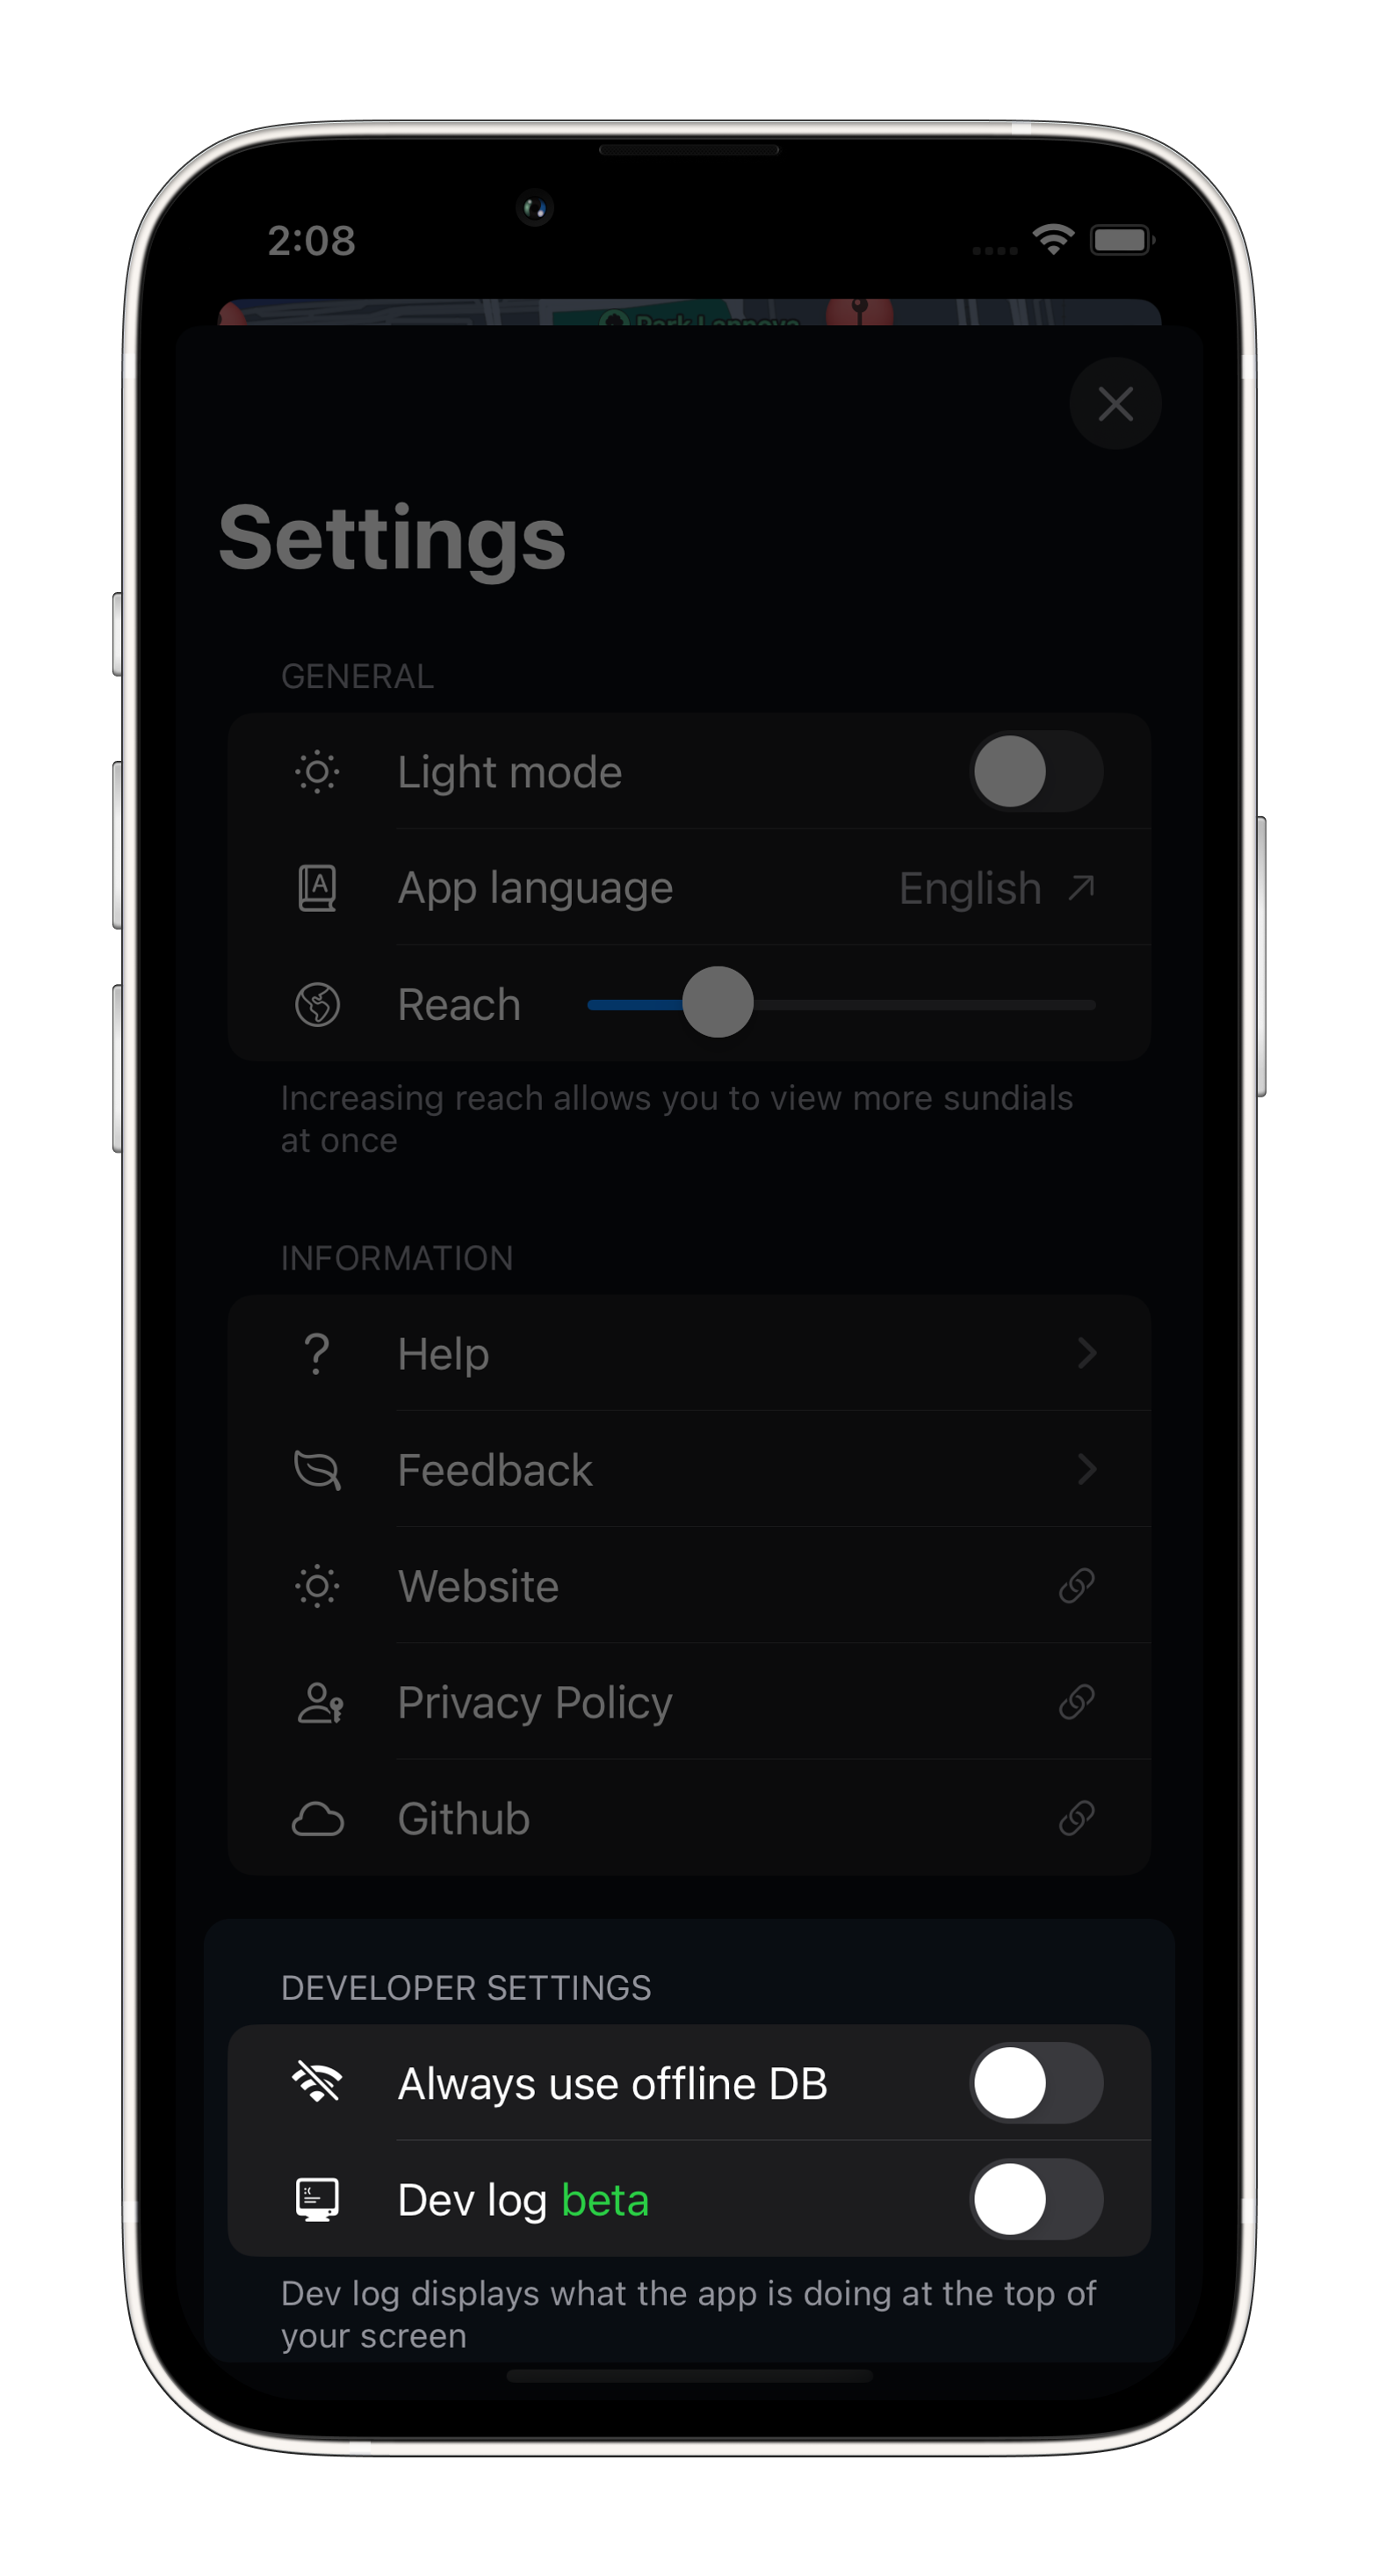 2:08
Settings
GENERAL
Light mode
App language English
Reach
Increasing reach allows you to view more sundials
at once
INFORMATION
Help
Feedback
Website
Privacy Policy
Github
DEVELOPER SETTINGS
Always use offline DB
Dev log beta
Dev log displays what the app is doing at the top of
your screen